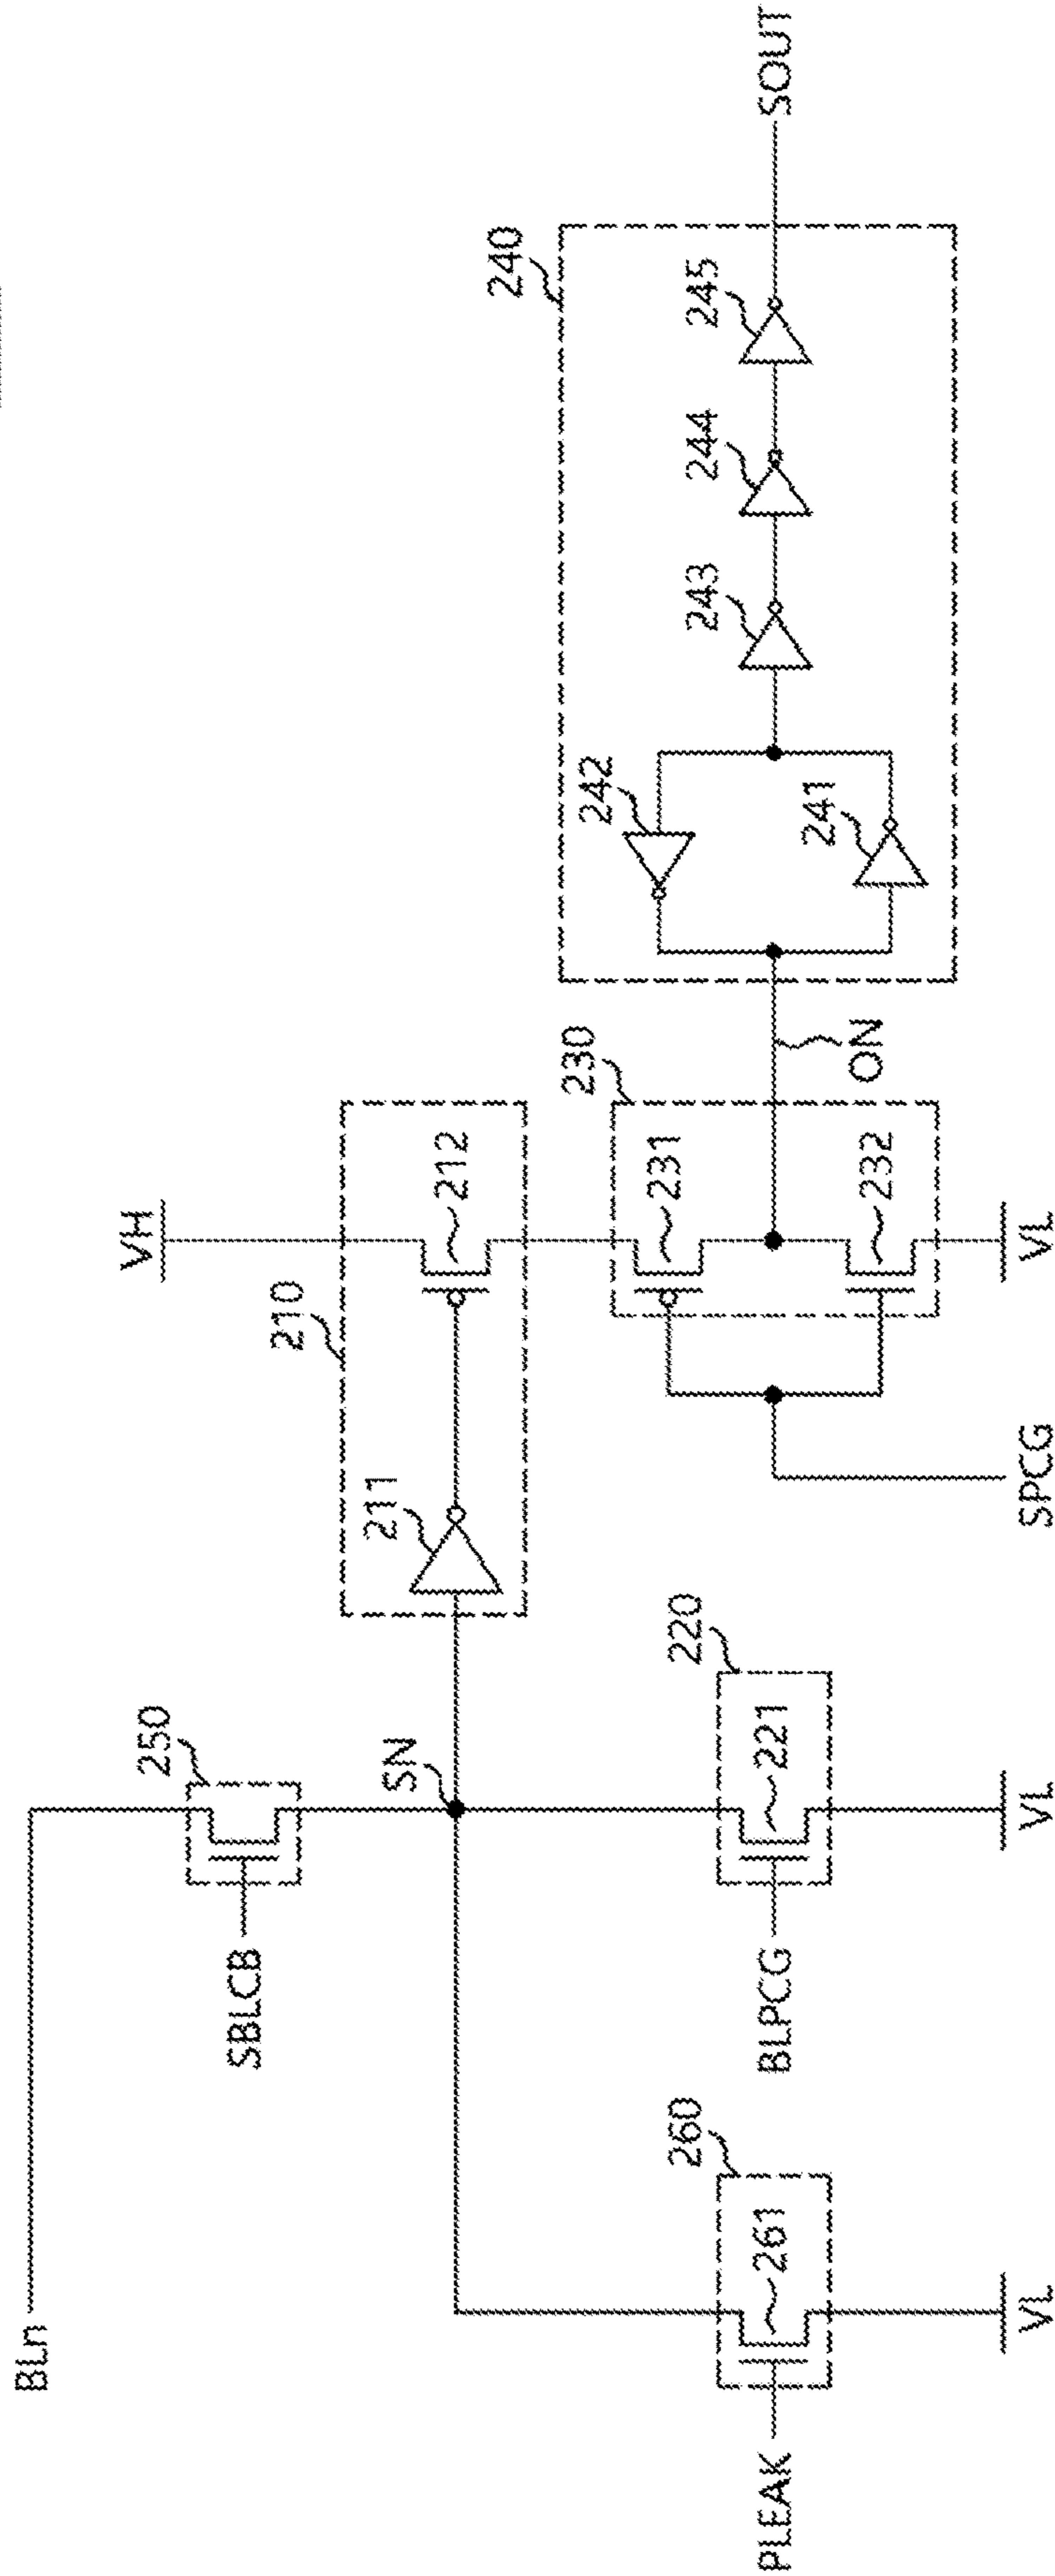 BLn
SBLCB
250
SN
VH
210
211
212
PLEAK
260
261
VL
BLPCG
220
221
VL
SPCG
230
231
232
VL
ON
240
242
241
243
244
245
SOUT